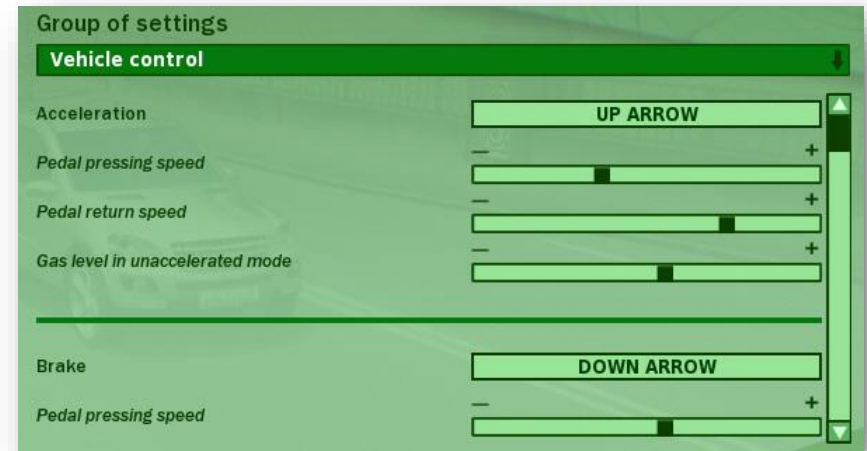 Group of settings
Vehicle control
Acceleration UP ARROW
— +
Pedal pressing speed
— +
Pedal return speed
— +
Gas level in unaccelerated mode
Brake DOWN ARROW
— +
Pedal pressing speed